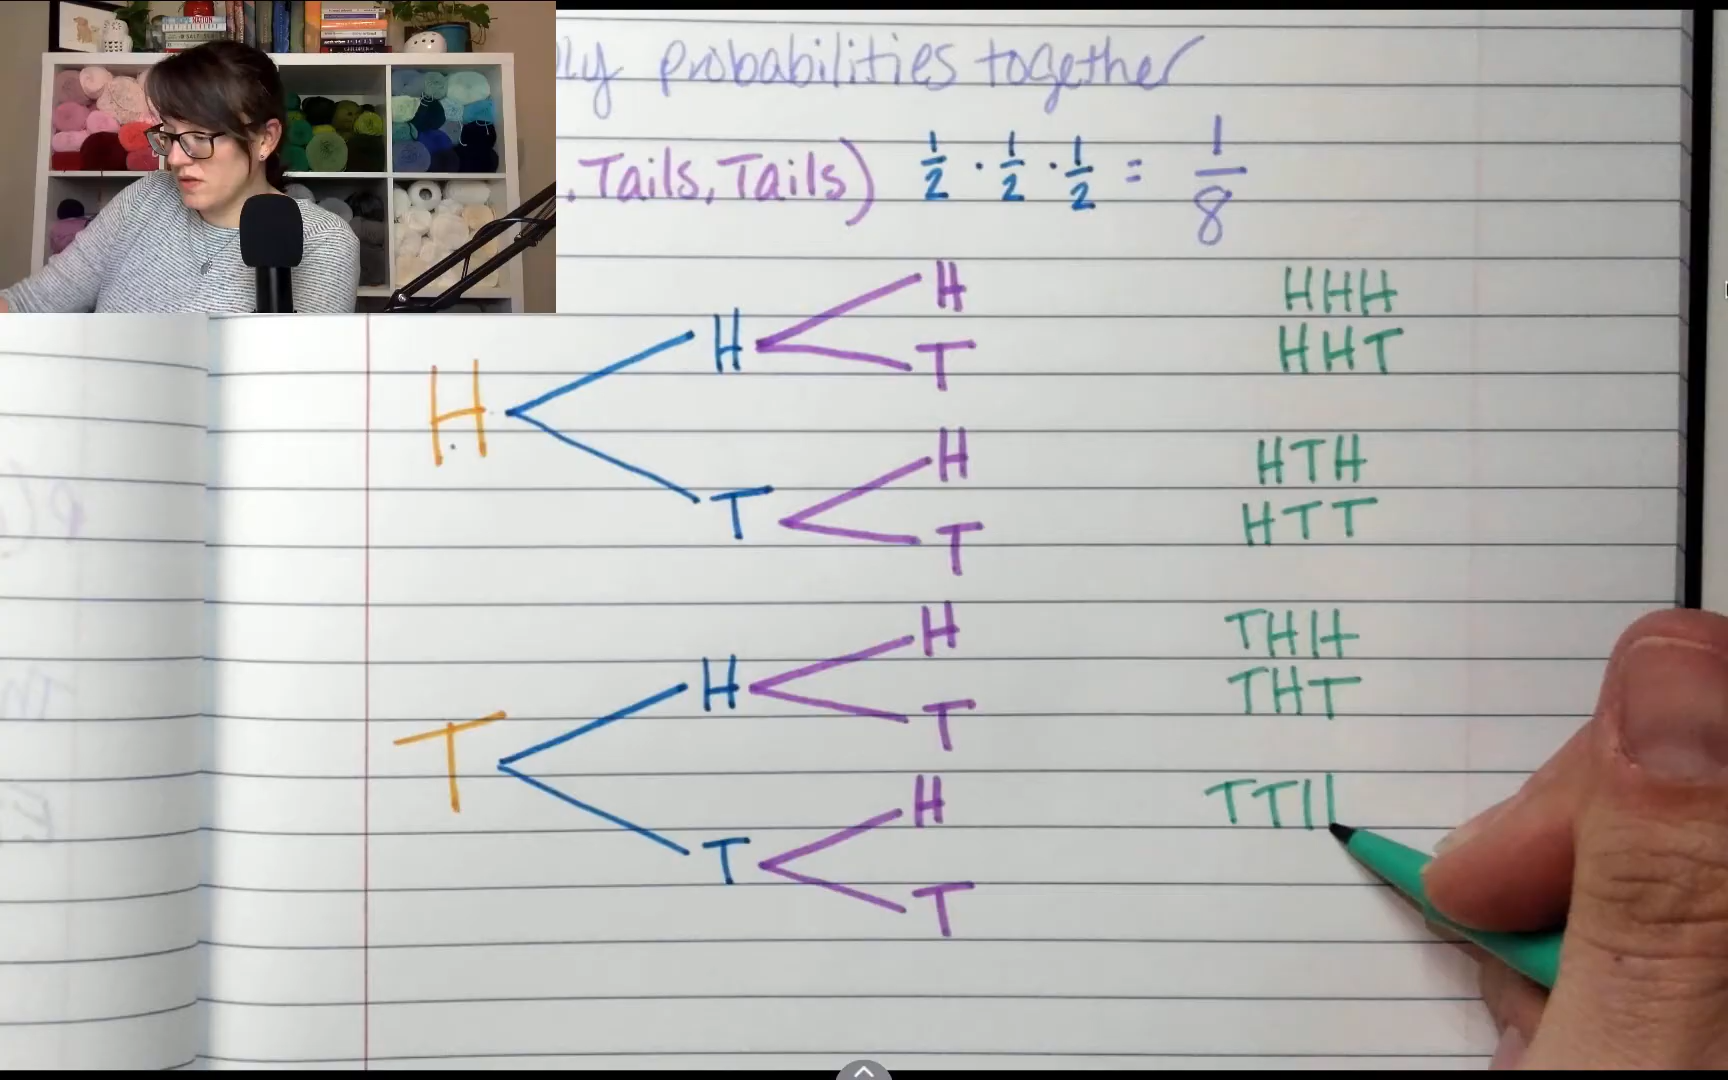 probabilities together
. Tails, Tails) 1/2 · 1/2 · 1/2 = 1/8
H HHH
H T HHT
H
H HTH
T T HTT
H THH
H T THT
T
H TTH
T T